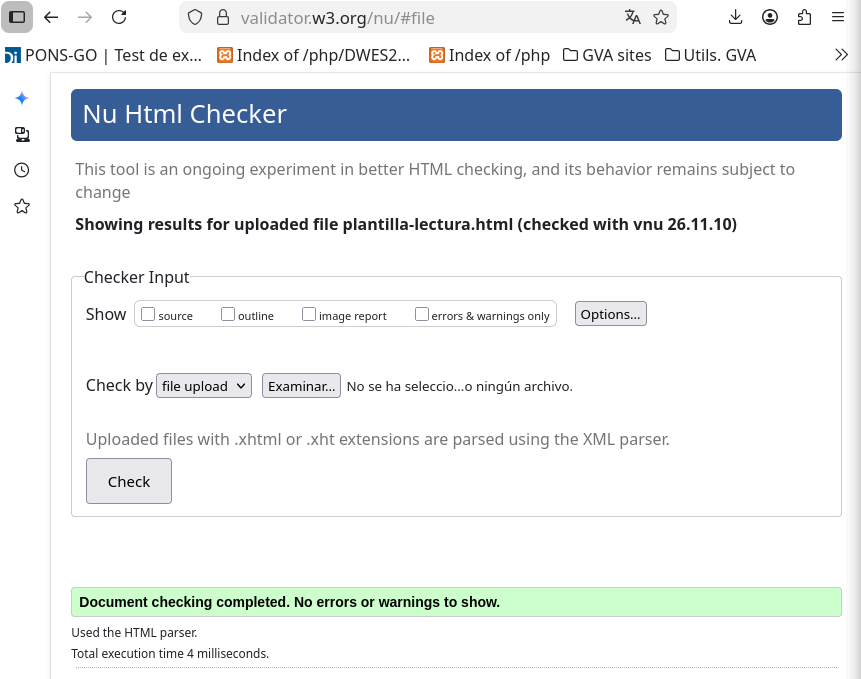 validator.w3.org/nu/#file
PONS-GO | Test de ex... Index of /php/DWES2... Index of /php GVA sites Utils. GVA
Nu Html Checker
This tool is an ongoing experiment in better HTML checking, and its behavior remains subject to
change
Showing results for uploaded file plantilla-lectura.html (checked with vnu 26.11.10)
Checker Input
Show source outline image report errors & warnings only Options...
Check by file upload Examinar... No se ha seleccio...o ningún archivo.
Uploaded files with .xhtml or .xht extensions are parsed using the XML parser.
Check
Document checking completed. No errors or warnings to show.
Used the HTML parser.
Total execution time 4 milliseconds.